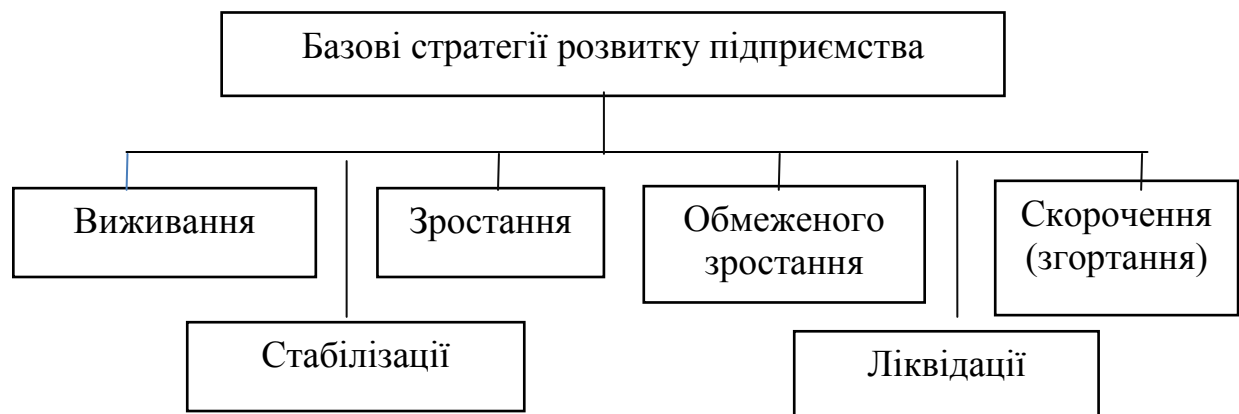 Базові стратегії розвитку підприємства
Виживання
Зростання
Обмеженого
зростання
Скорочення
(згортання)
Стабілізації
Ліквідації